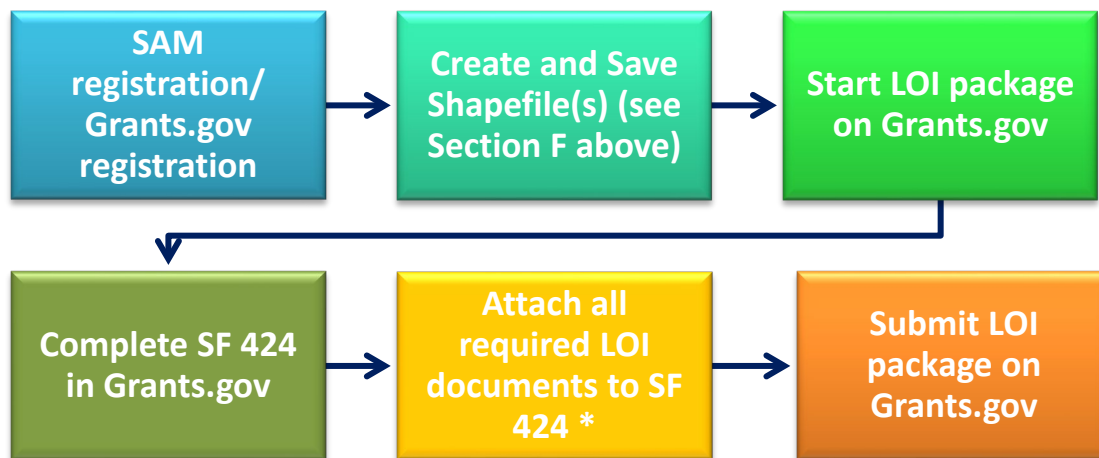 SAM
registration/
Grants.gov
registration
Create and Save
Shapefile(s) (see
Section F above)
Start LOI package
on Grants.gov
Complete SF 424
in Grants.gov
Attach all
required LOI
documents to SF
424 *
Submit LOI
package on
Grants.gov